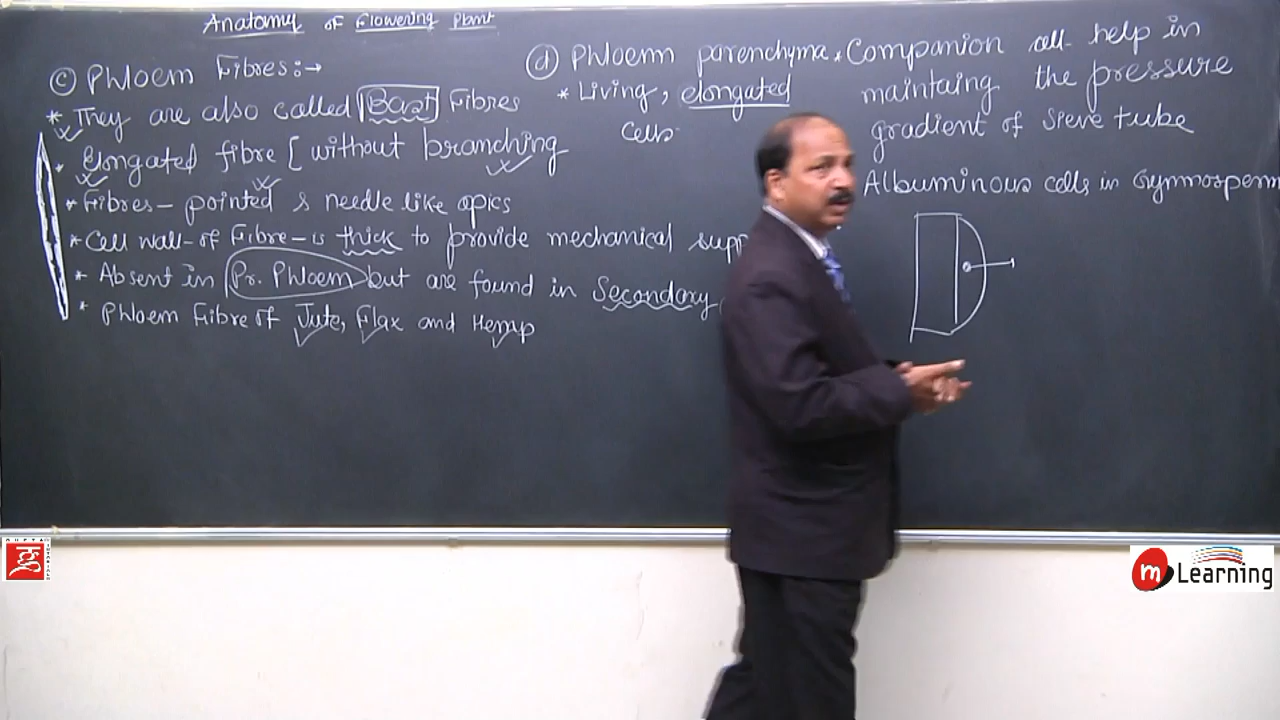 Anatomy of Flowering Plant
(c) Phloem Fibres:→
* They are also called Bast Fibres
* Elongated fibre [ without branching
* Fibres - pointed & needle like apics
* Cell wall of Fibre - is thick to provide mechanical supp
* Absent in Pr. Phloem but are found in Secondary
* Phloem Fibre of Jute, Flax and Hemp
(d) Phloem parenchyma
* Living, elongated
cells
* Companion cell help in
maintaing the pressure
gradient of Sieve tube
Albuminous cells in Gymnosperm
GUPTA
m Learning